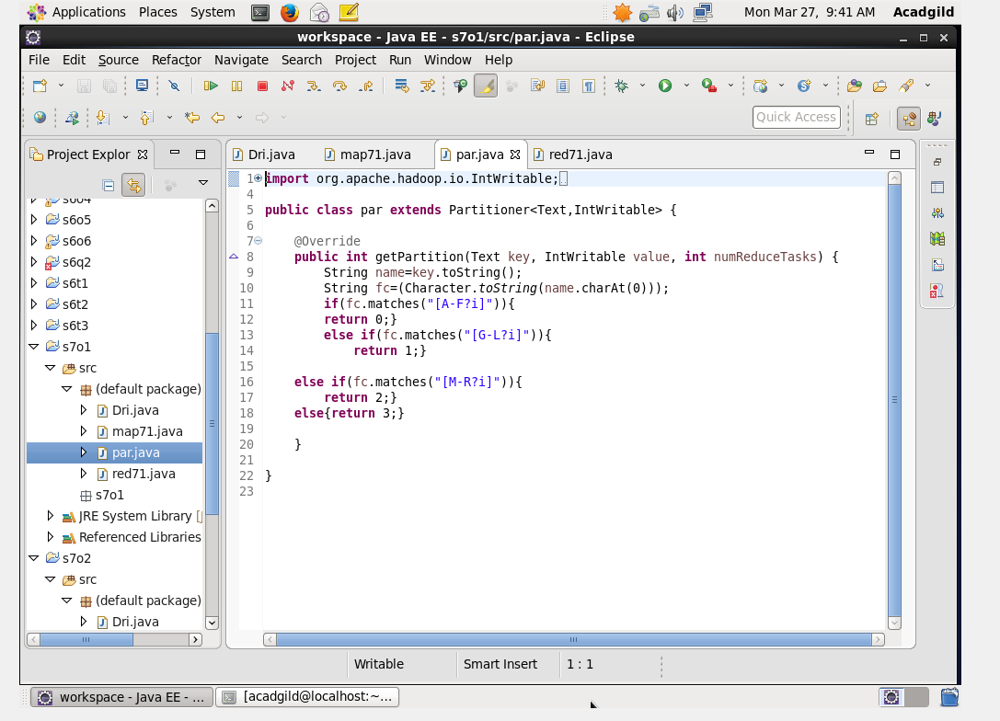 Applications Places System Mon Mar 27, 9:41 AM Acadgild
workspace - Java EE - s7o1/src/par.java - Eclipse
File Edit Source Refactor Navigate Search Project Run Window Help
Quick Access
Project Explor
Dri.java map71.java par.java red71.java
s6o4
s6o5
s6o6
s6q2
s6t1
s6t2
s6t3
s7o1
src
(default package)
Dri.java
map71.java
par.java
red71.java
s7o1
JRE System Library [J
Referenced Libraries
s7o2
src
(default package)
Dri.java
1 import org.apache.hadoop.io.IntWritable;
4
5 public class par extends Partitioner<Text,IntWritable> {
6
7 @Override
8 public int getPartition(Text key, IntWritable value, int numReduceTasks) {
9 String name=key.toString();
10 String fc=(Character.toString(name.charAt(0)));
11 if(fc.matches("[A-F?i]")){
12 return 0;}
13 else if(fc.matches("[G-L?i]")){
14 return 1;}
15
16 else if(fc.matches("[M-R?i]")){
17 return 2;}
18 else{return 3;}
19
20 }
21
22 }
23
Writable Smart Insert 1 : 1
workspace - Java EE - ... [acadgild@localhost:~...